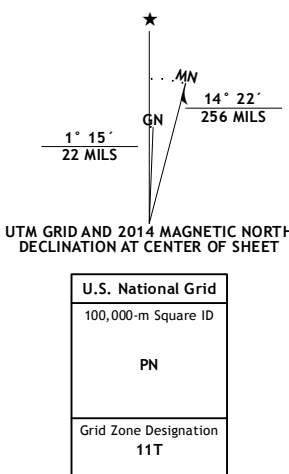 MN
GN
14° 22´
256 MILS
1° 15´
22 MILS
UTM GRID AND 2014 MAGNETIC NORTH
DECLINATION AT CENTER OF SHEET
U.S. National Grid
100,000-m Square ID
PN
Grid Zone Designation
11T